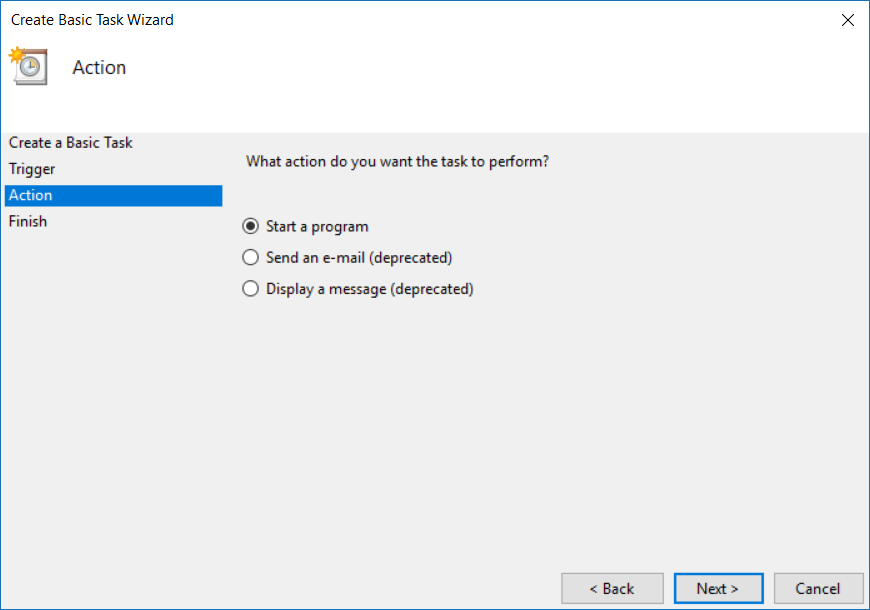 Create Basic Task Wizard
Action
Create a Basic Task
Trigger
Action
Finish
What action do you want the task to perform?
Start a program
Send an e-mail (deprecated)
Display a message (deprecated)
< Back
Next >
Cancel